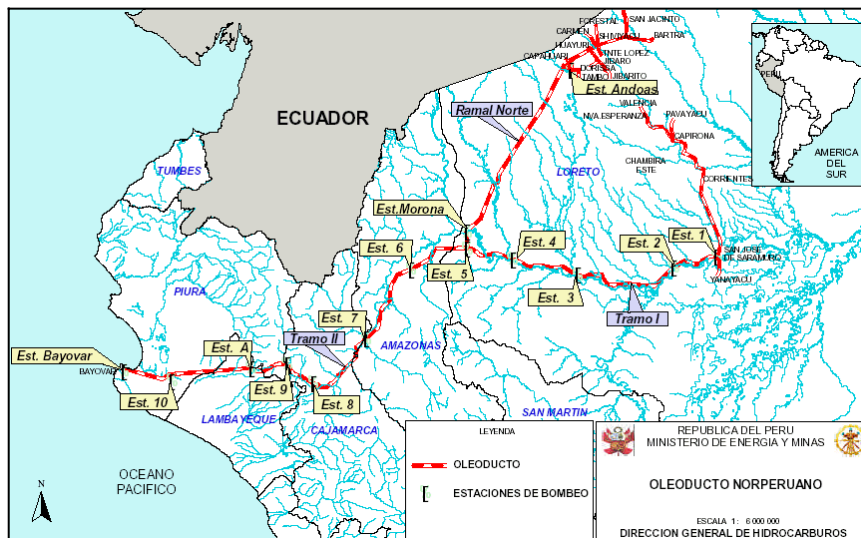 FORESTAL
SAN JACINTO
CARMEN
SHIVIYACU
BARTRA
HUAYURI
TNTE LOPEZ
CAPAHUARI
JIBARO
DORISSA
JIBARITO
TAMBO
Est. Andoas
VALENCIA
PERU
AMERICA
DEL
SUR
ECUADOR
Ramal Norte
NVA.ESPERANZA
PAVAYACU
CAPIRONA
CHAMBIRA
ESTE
CORRIENTES
TUMBES
LORETO
Est.Morona
Est. 6
Est. 4
Est. 2
Est. 1
SAN JOSE
DE SARAMURO
Est. 5
Est. 3
YANAYACU
PIURA
Est. 7
Tramo I
AMAZONAS
Tramo II
Est. Bayovar
Est. A
BAYOVAR
Est. 10
Est. 9
Est. 8
LAMBAYEQUE
CAJAMARCA
SAN MARTIN
OCEANO
PACIFICO
N
LEYENDA
OLEODUCTO
ESTACIONES DE BOMBEO
REPUBLICA DEL PERU
MINISTERIO DE ENERGIA Y MINAS
OLEODUCTO NORPERUANO
ESCALA 1: 6 000 000
DIRECCION GENERAL DE HIDROCARBUROS